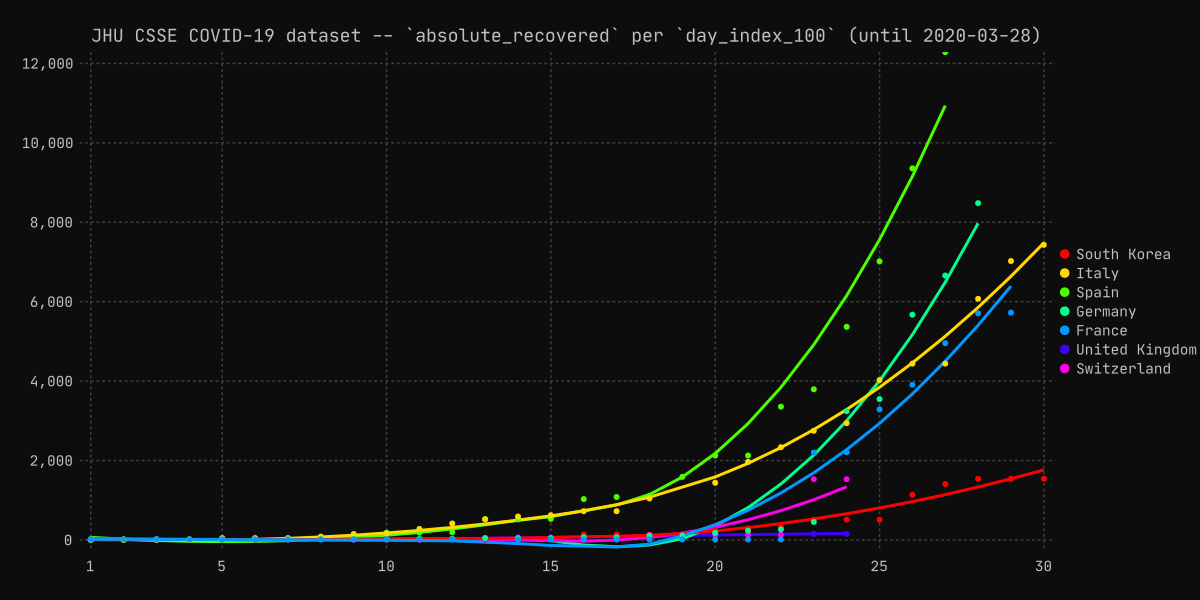 JHU CSSE COVID-19 dataset -- `absolute_recovered` per `day_index_100` (until 2020-03-28)
12,000
10,000
8,000
6,000
4,000
2,000
0
1 5 10 15 20 25 30
South Korea
Italy
Spain
Germany
France
United Kingdom
Switzerland